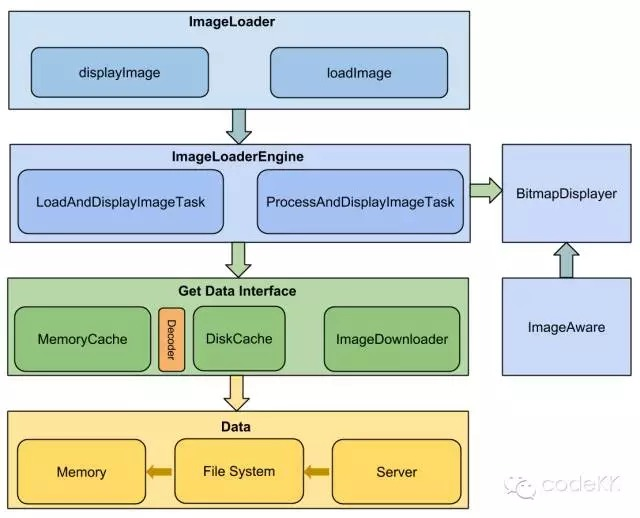 ImageLoader
displayImage
loadImage
ImageLoaderEngine
LoadAndDisplayImageTask
ProcessAndDisplayImageTask
BitmapDisplayer
Get Data Interface
MemoryCache
Decoder
DiskCache
ImageDownloader
ImageAware
Data
Memory
File System
Server
codeKK